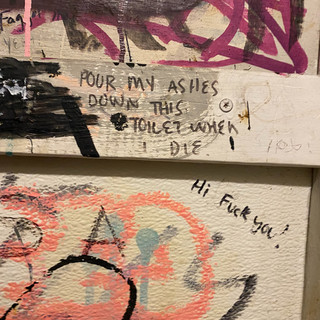 POUR MY ASHES
DOWN THIS
TOILET WHEN
I DIE.
Hi Fuck you!